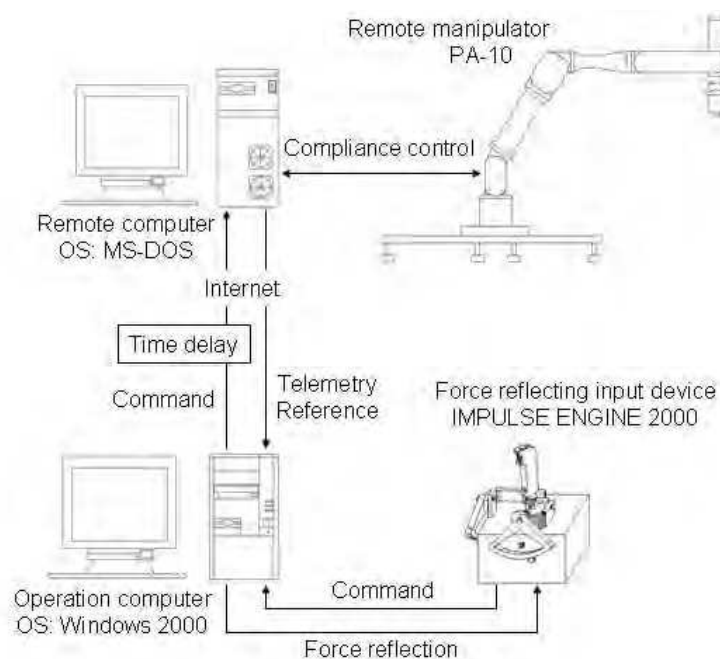 Remote manipulator
PA-10
Compliance control
Remote computer
OS: MS-DOS
Internet
Time delay
Command
Telemetry
Reference
Force reflecting input device
IMPULSE ENGINE 2000
Operation computer
OS: Windows 2000
Command
Force reflection